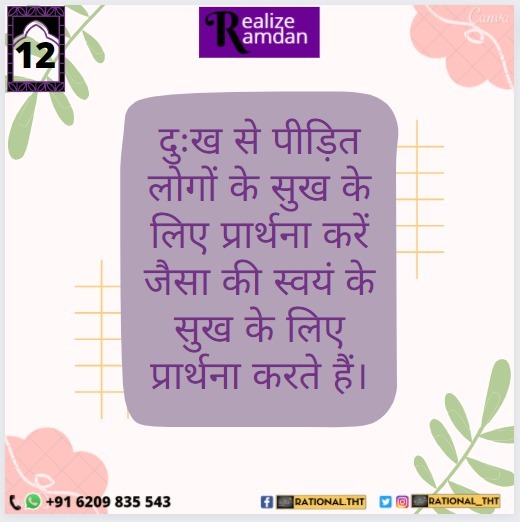 12
Realize
Ramdan
Canva
दुःख से पीड़ित
लोगों के सुख के
लिए प्रार्थना करें
जैसा की स्वयं के
सुख के लिए
प्रार्थना करते हैं।
+91 6209 835 543
RATIONAL.THT
RATIONAL_THT